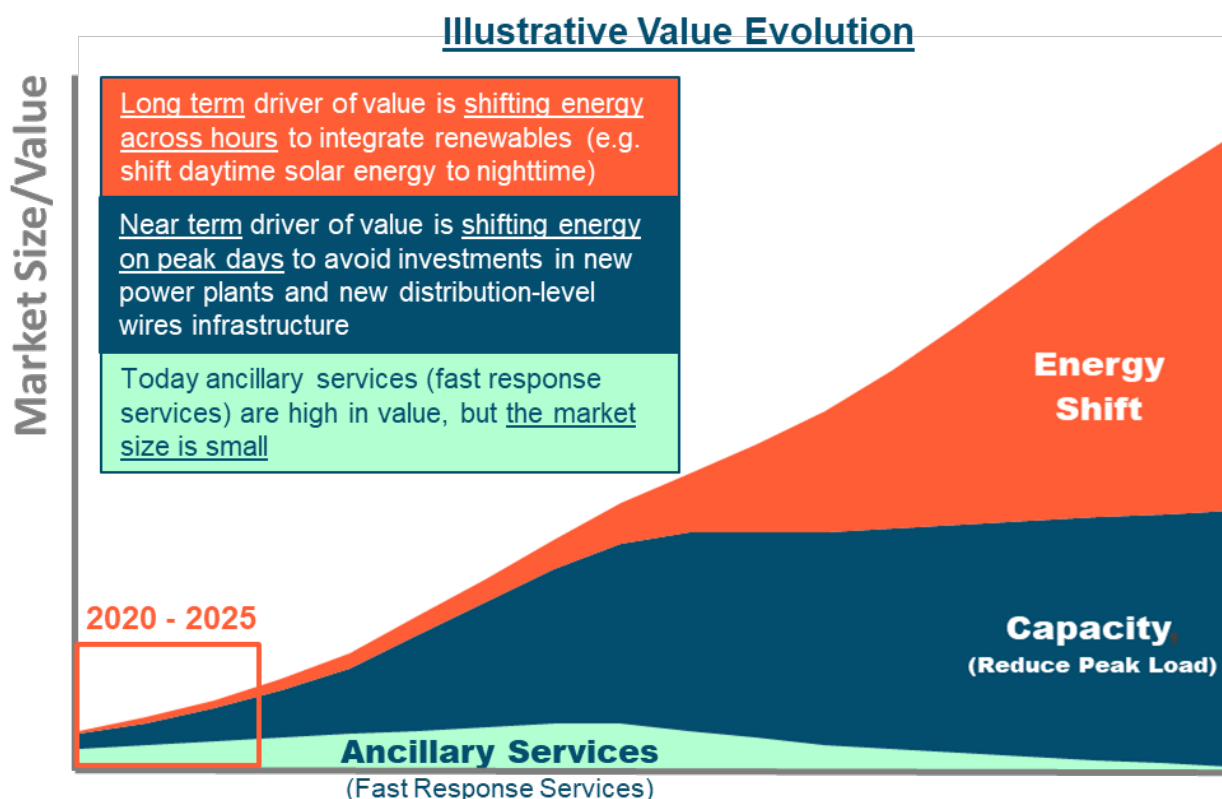 Illustrative Value Evolution
Market Size/Value
Long term driver of value is shifting energy
across hours to integrate renewables (e.g.
shift daytime solar energy to nighttime)
Near term driver of value is shifting energy
on peak days to avoid investments in new
power plants and new distribution-level
wires infrastructure
Today ancillary services (fast response
services) are high in value, but the market
size is small
Energy
Shift
2020 - 2025
Capacity
(Reduce Peak Load)
Ancillary Services
(Fast Response Services)